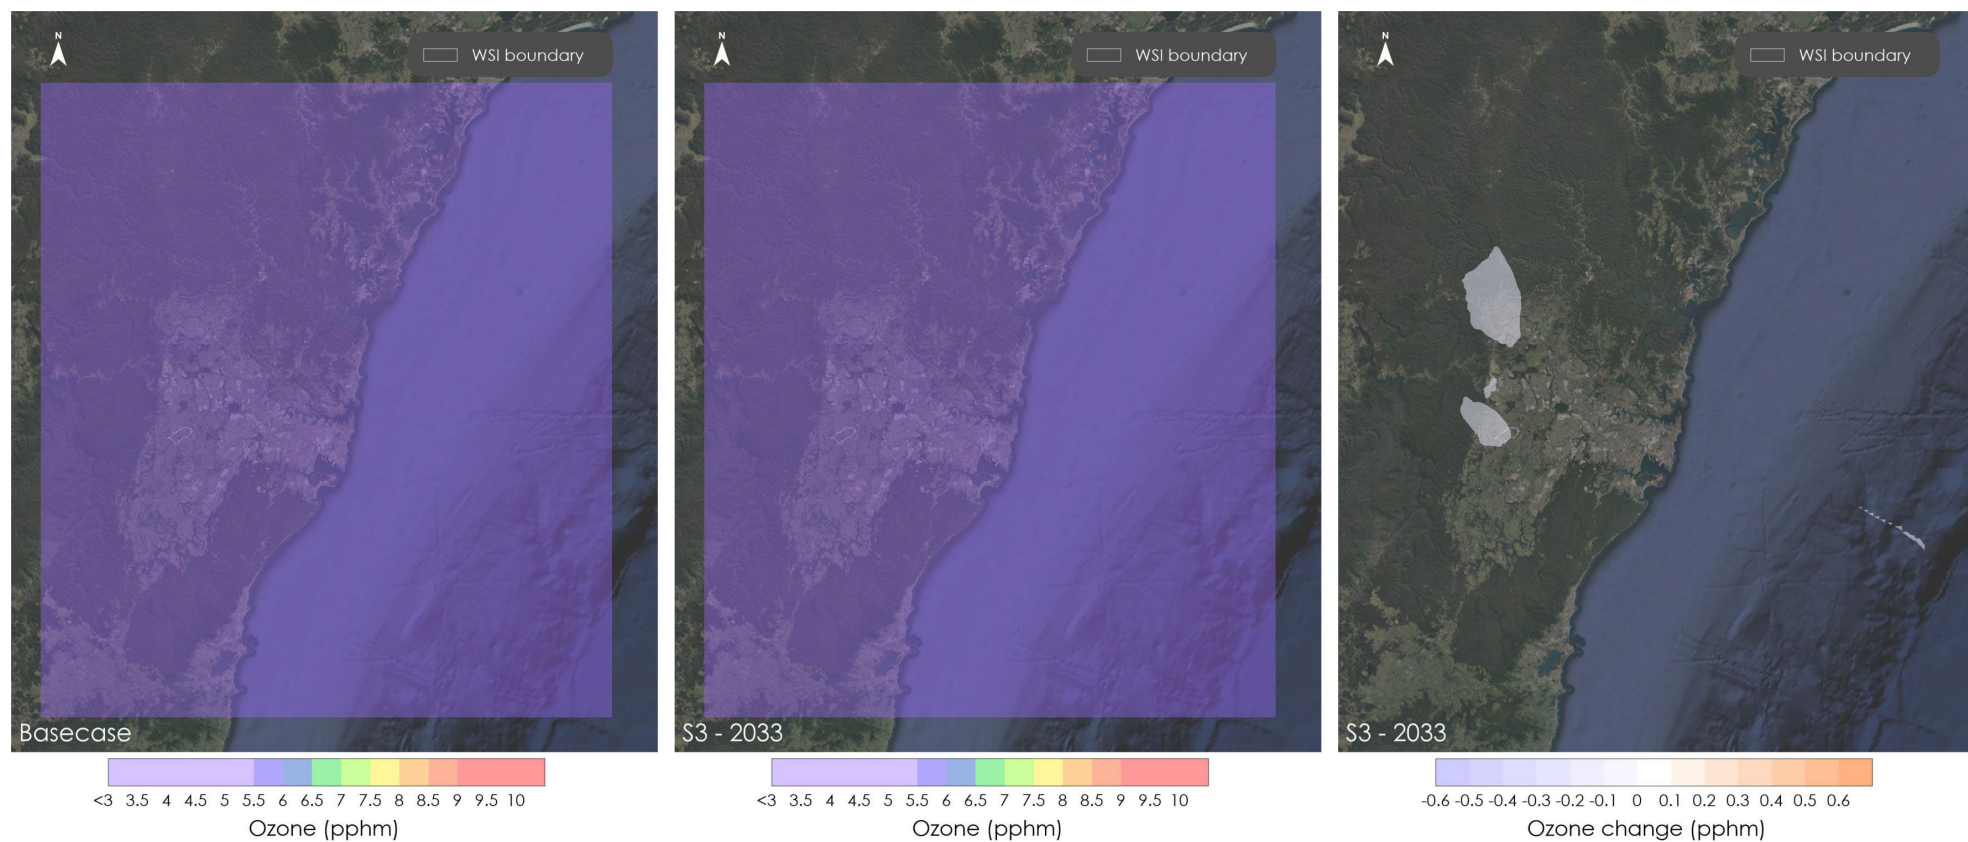 N
WSI boundary
Basecase
<3 3.5 4 4.5 5 5.5 6 6.5 7 7.5 8 8.5 9 9.5 10
Ozone (pphm)
N
WSI boundary
S3 - 2033
<3 3.5 4 4.5 5 5.5 6 6.5 7 7.5 8 8.5 9 9.5 10
Ozone (pphm)
N
WSI boundary
S3 - 2033
-0.6 -0.5 -0.4 -0.3 -0.2 -0.1 0 0.1 0.2 0.3 0.4 0.5 0.6
Ozone change (pphm)